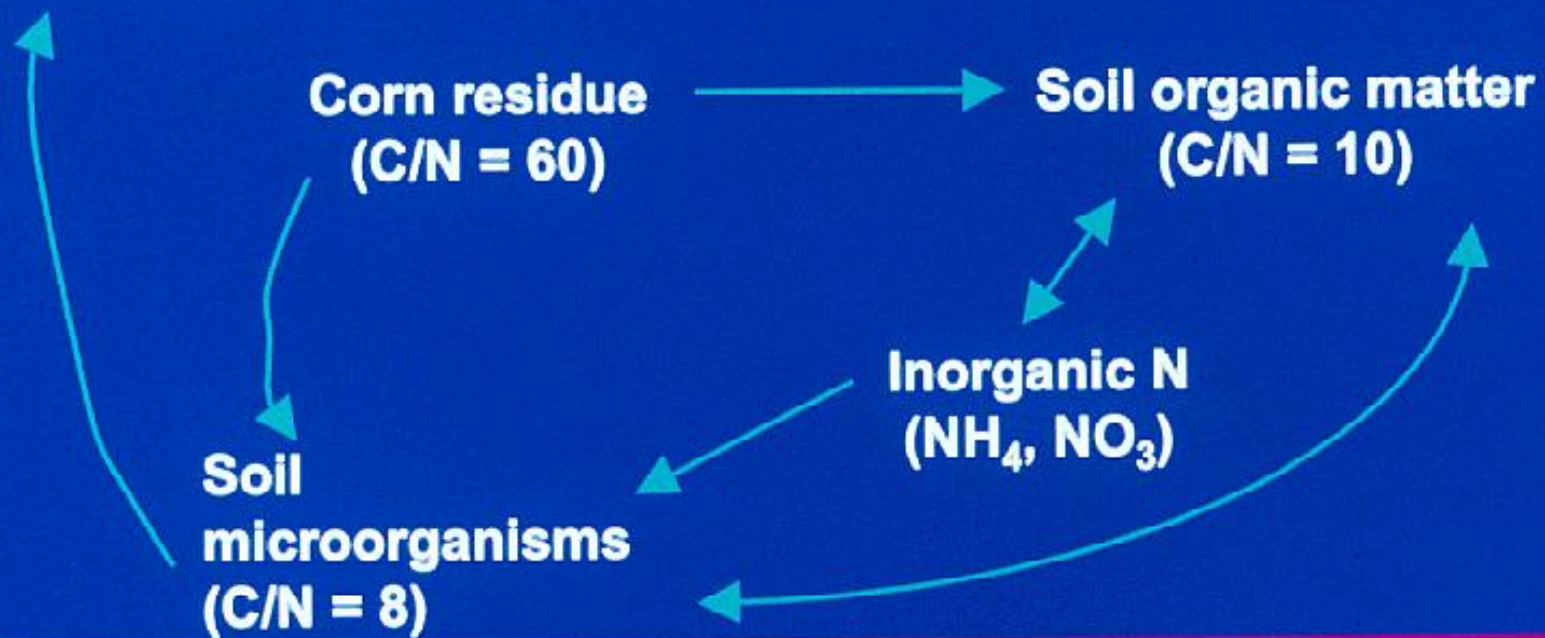 Corn residue
(C/N = 60)
Soil organic matter
(C/N = 10)
Inorganic N
(NH₄, NO₃)
Soil
microorganisms
(C/N = 8)